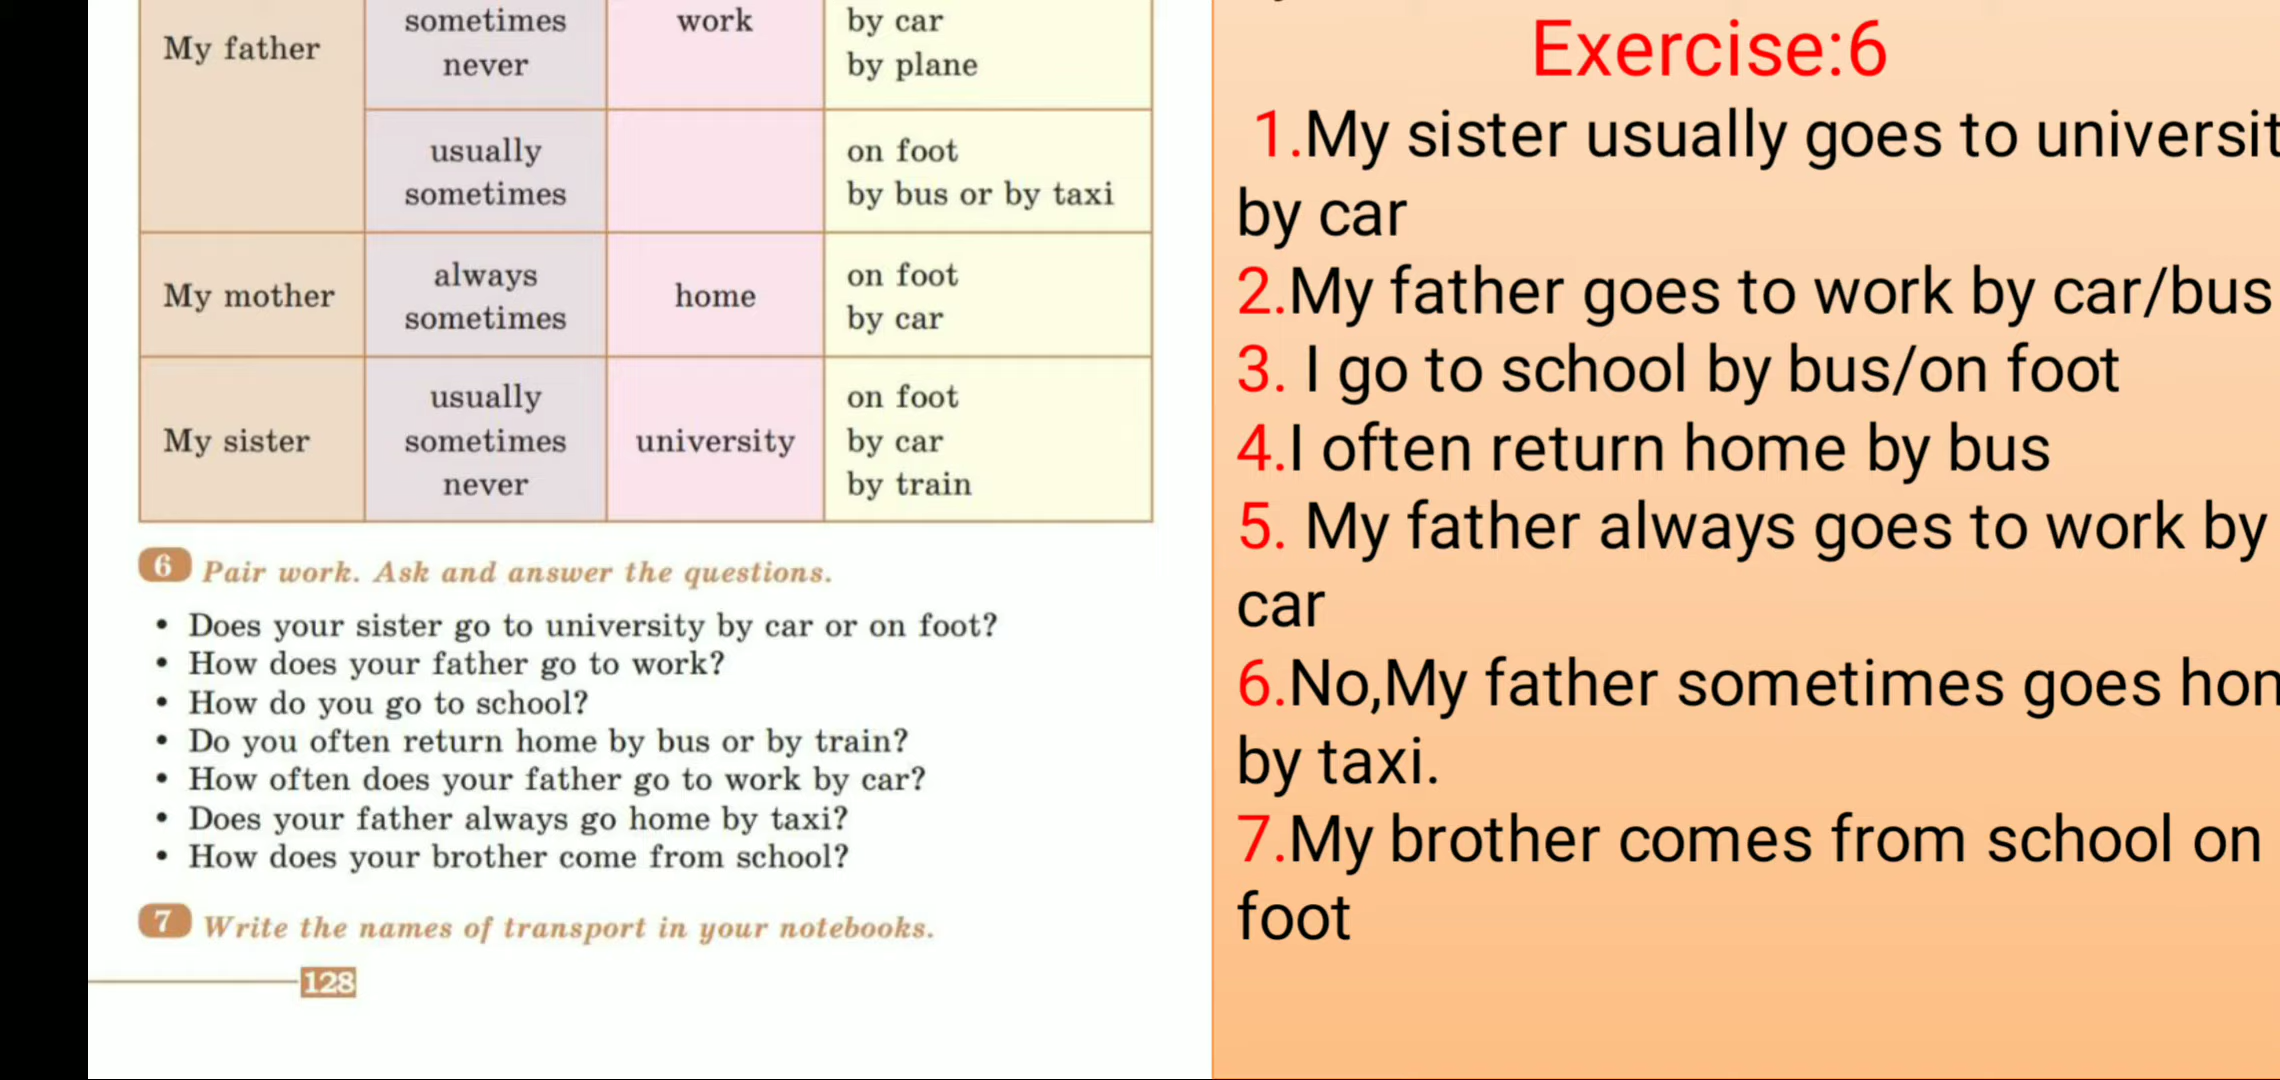 sometimes work by car
My father
never by plane
usually on foot
sometimes by bus or by taxi
always on foot
My mother home
sometimes by car
usually on foot
My sister sometimes university by car
never by train
6 Pair work. Ask and answer the questions.
• Does your sister go to university by car or on foot?
• How does your father go to work?
• How do you go to school?
• Do you often return home by bus or by train?
• How often does your father go to work by car?
• Does your father always go home by taxi?
• How does your brother come from school?
7 Write the names of transport in your notebooks.
128
Exercise:6
1.My sister usually goes to universit
by car
2.My father goes to work by car/bus
3. I go to school by bus/on foot
4.I often return home by bus
5. My father always goes to work by
car
6.No,My father sometimes goes hom
by taxi.
7.My brother comes from school on
foot